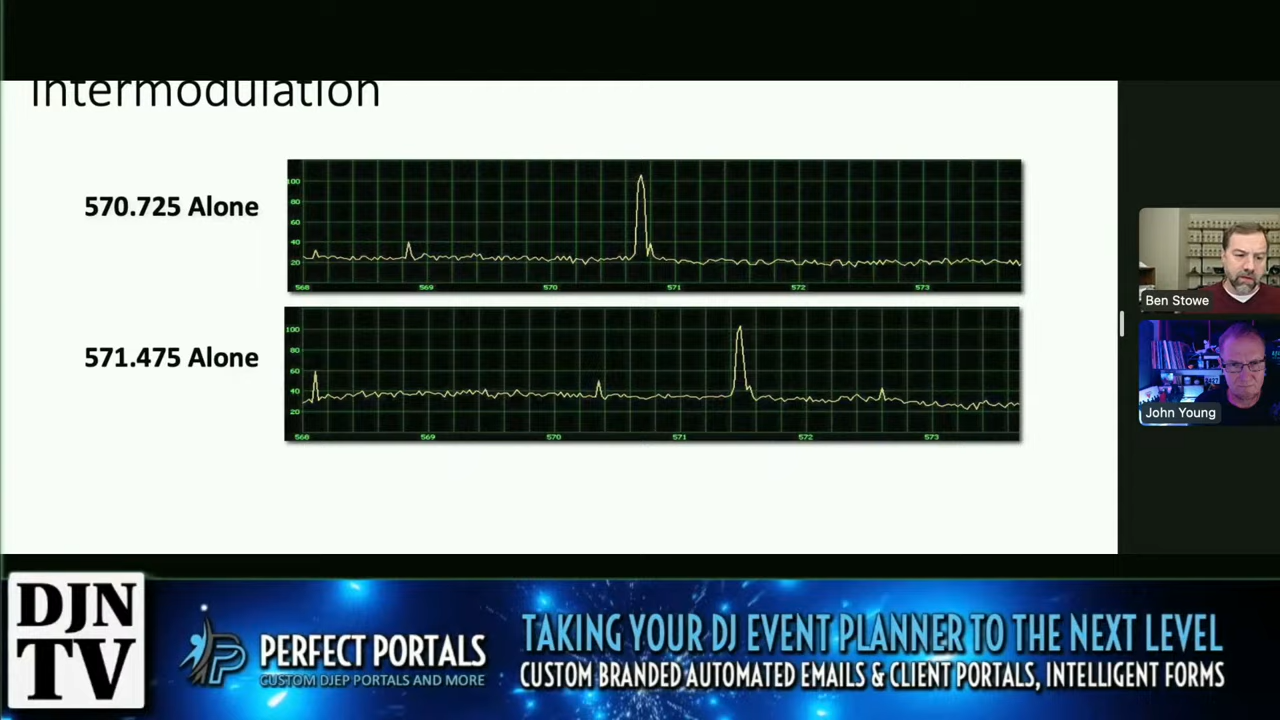 Intermodulation
570.725 Alone
100
80
60
40
20
568 569 570 571 572 573
571.475 Alone
100
80
60
40
20
568 569 570 571 572 573
Ben Stowe
John Young
DJN
TV
PERFECT PORTALS
CUSTOM DJEP PORTALS AND MORE
TAKING YOUR DJ EVENT PLANNER TO THE NEXT LEVEL
CUSTOM BRANDED AUTOMATED EMAILS & CLIENT PORTALS, INTELLIGENT FORMS